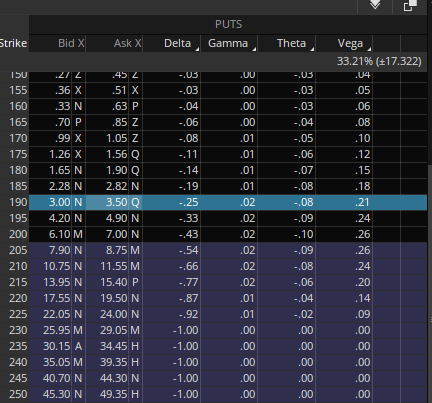 PUTS
Strike Bid X Ask X Delta Gamma Theta Vega
33.21% (±17.322)
150 .27 Z .45 Z -.03 .00 -.03 .04
155 .36 X .51 X -.03 .00 -.03 .05
160 .33 N .63 P -.04 .00 -.03 .06
165 .70 P .85 Z -.06 .00 -.04 .08
170 .99 X 1.05 Z -.08 .01 -.05 .10
175 1.26 X 1.56 Q -.11 .01 -.06 .12
180 1.65 N 1.90 Q -.14 .01 -.07 .15
185 2.28 N 2.82 N -.19 .01 -.08 .18
190 3.00 N 3.50 Q -.25 .02 -.08 .21
195 4.20 N 4.90 N -.33 .02 -.09 .24
200 6.10 M 7.00 N -.43 .02 -.10 .26
205 7.90 N 8.75 M -.54 .02 -.09 .26
210 10.75 N 11.55 M -.66 .02 -.08 .24
215 13.95 N 15.40 P -.77 .02 -.06 .20
220 17.55 N 19.50 N -.87 .01 -.04 .14
225 22.05 N 24.00 N -.92 .01 -.02 .09
230 25.95 M 29.05 M -1.00 .00 .00 .00
235 30.15 A 34.45 H -1.00 .00 .00 .00
240 35.05 M 39.35 H -1.00 .00 .00 .00
245 40.70 N 44.30 N -1.00 .00 .00 .00
250 45.30 N 49.35 H -1.00 .00 .00 .00